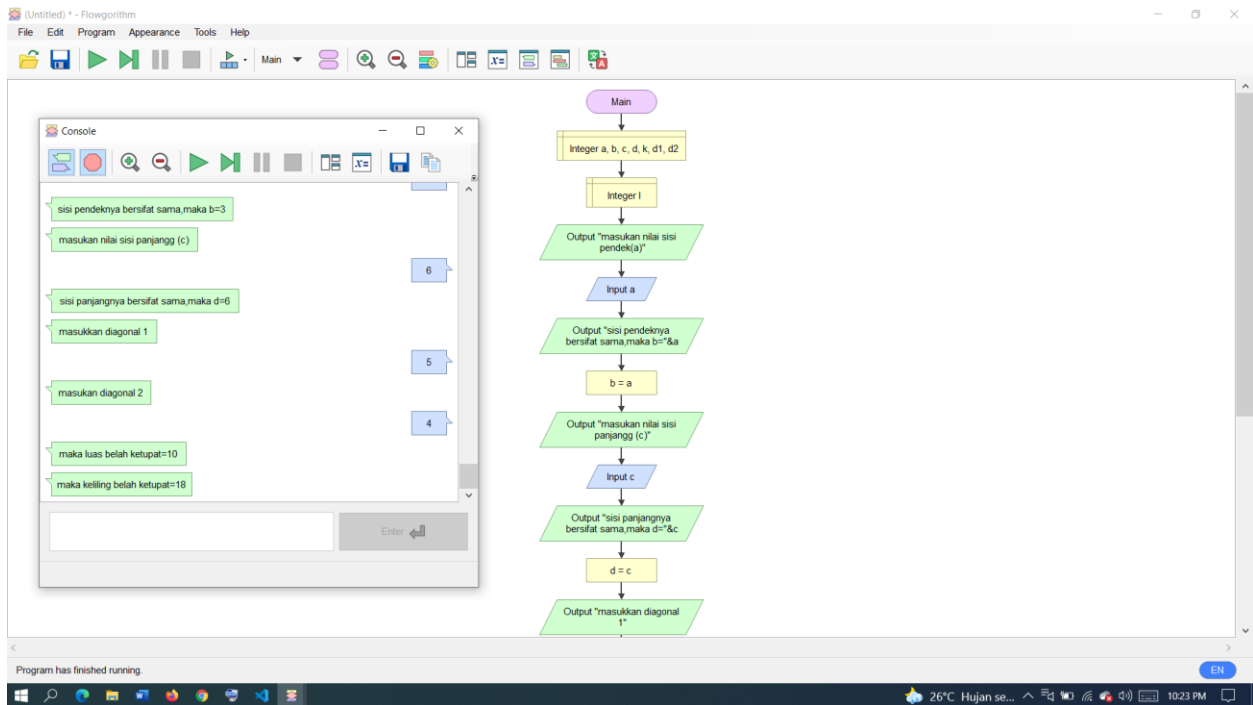 (Untitled) * - Flowgorithm
File Edit Program Appearance Tools Help
Main
Console
sisi pendeknya bersifat sama,maka b=3
masukan nilai sisi panjangg (c)
6
sisi panjangnya bersifat sama,maka d=6
masukkan diagonal 1
5
masukan diagonal 2
4
maka luas belah ketupat=10
maka keliling belah ketupat=18
Enter
Main
Integer a, b, c, d, k, d1, d2
Integer l
Output "masukan nilai sisi
pendek(a)"
Input a
Output "sisi pendeknya
bersifat sama,maka b="&a
b = a
Output "masukan nilai sisi
panjangg (c)"
Input c
Output "sisi panjangnya
bersifat sama,maka d="&c
d = c
Output "masukkan diagonal
1"
Program has finished running.
EN
26°C Hujan se... 10:23 PM